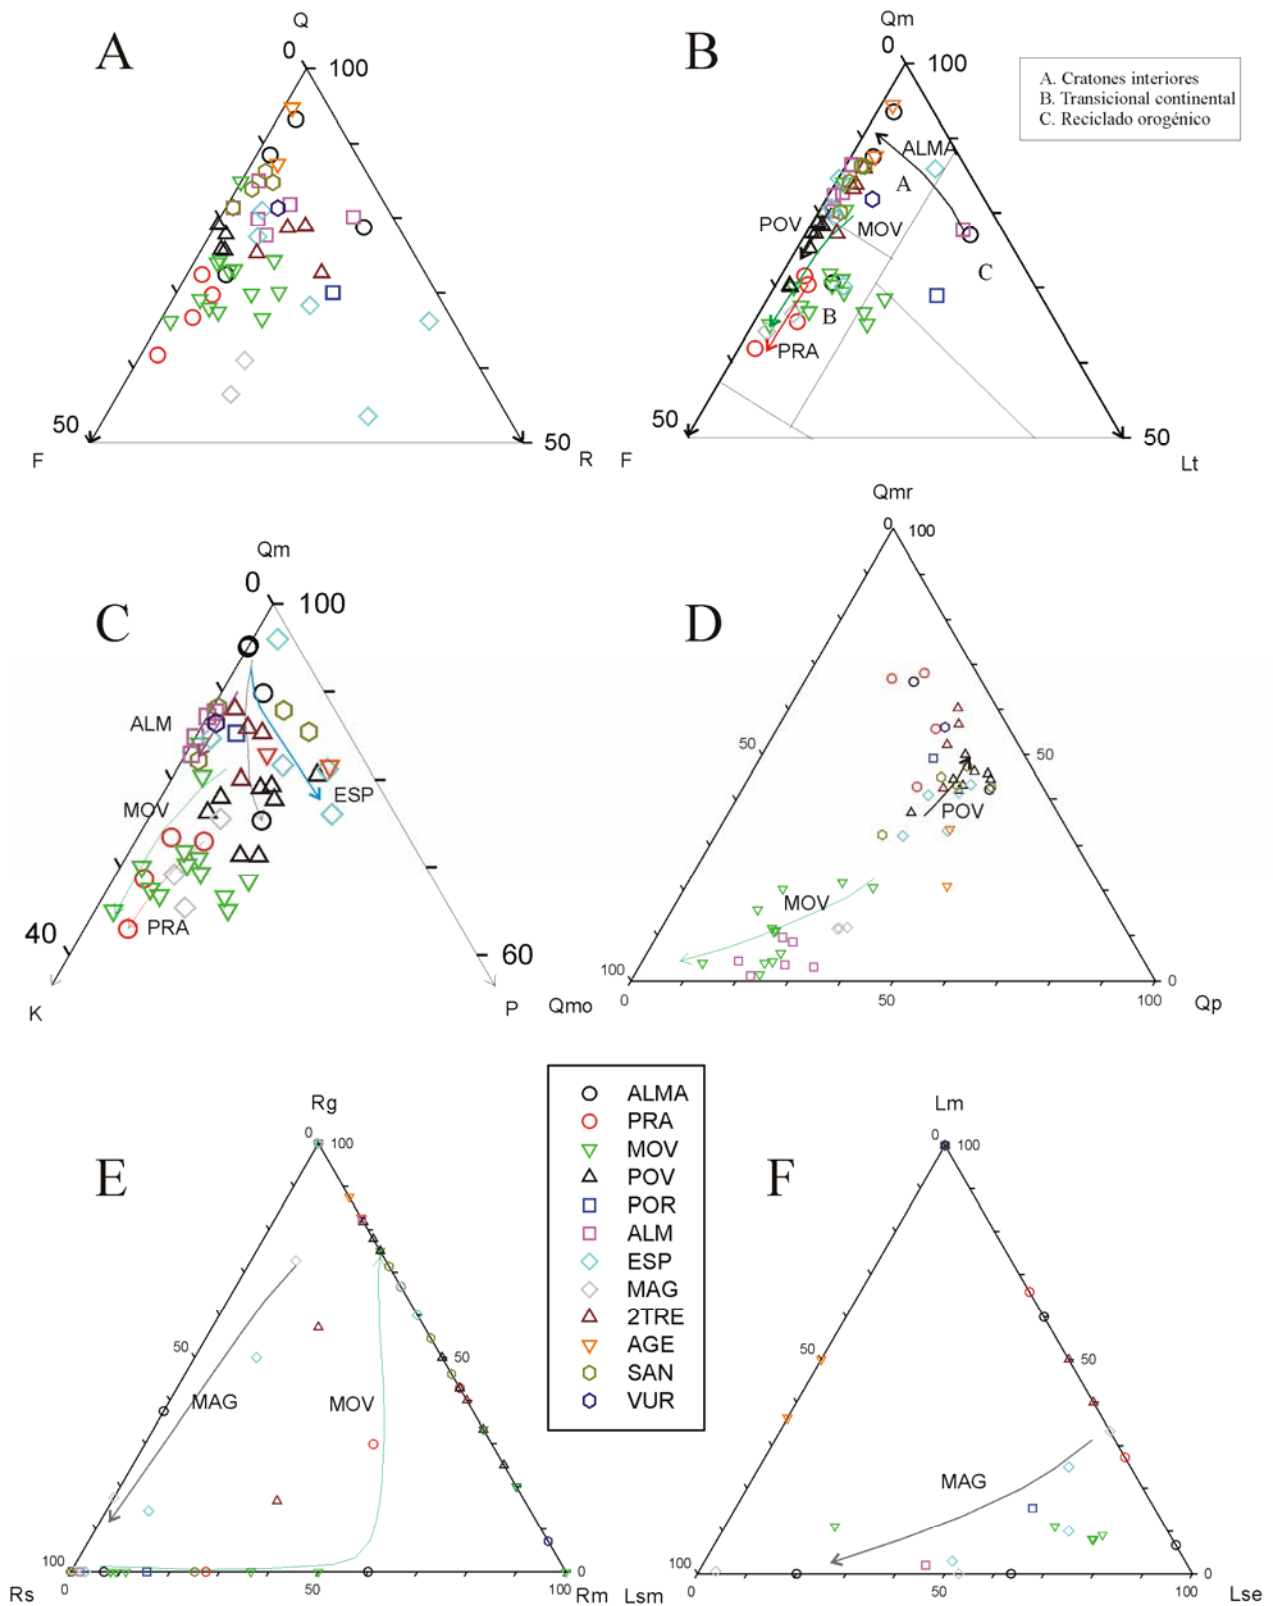 A
Q
0
100
50
50
F
R
B
Qm
0
100
A. Cratones interiores
B. Transicional continental
C. Reciclado orogénico
ALMA
A
POV
MOV
C
B
PRA
50
50
F
Lt
C
Qm
0
100
ALM
MOV
ESP
PRA
40
60
K
P
D
Qmr
0
100
50
50
POV
MOV
100
0
0
50
100
Qmo
Qp
ALMA
PRA
MOV
POV
POR
ALM
ESP
MAG
2TRE
AGE
SAN
VUR
E
Rg
0
100
50
50
MAG
MOV
100
0
0
50
100
Rs
Rm
F
Lm
0
100
50
50
MAG
100
0
0
50
100
Lsm
Lse